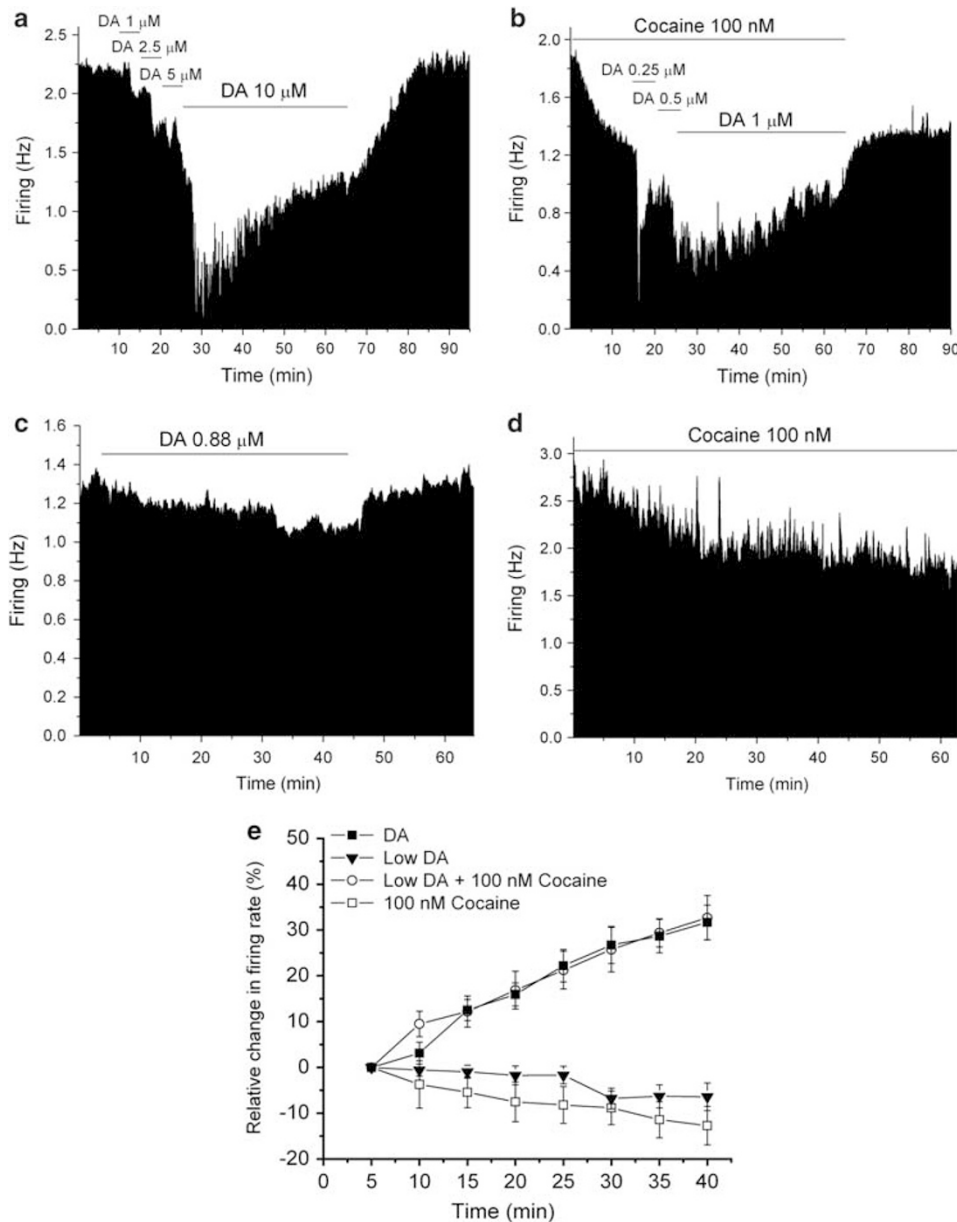 a
DA 1 μM
DA 2.5 μM
DA 5 μM
DA 10 μM
Firing (Hz)
2.5
2.0
1.5
1.0
2.5
0.0
10 20 30 40 50 60 70 80 90
Time (min)
b
Cocaine 100 nM
DA 0.25 μM
DA 0.5 μM
DA 1 μM
Firing (Hz)
2.0
1.6
1.2
0.8
0.4
0.0
10 20 30 40 50 60 70 80 90
Time (min)
c
DA 0.88 μM
Firing (Hz)
1.6
1.4
1.2
1.0
0.8
0.6
0.4
0.2
0.0
10 20 30 40 50 60
Time (min)
d
Cocaine 100 nM
Firing (Hz)
3.0
2.5
2.0
1.5
1.0
0.5
0.0
10 20 30 40 50 60
Time (min)
e
DA
Low DA
Low DA + 100 nM Cocaine
100 nM Cocaine
Relative change in firing rate (%)
50
40
30
20
10
0
-10
-20
0 5 10 15 20 25 30 35 40
Time (min)